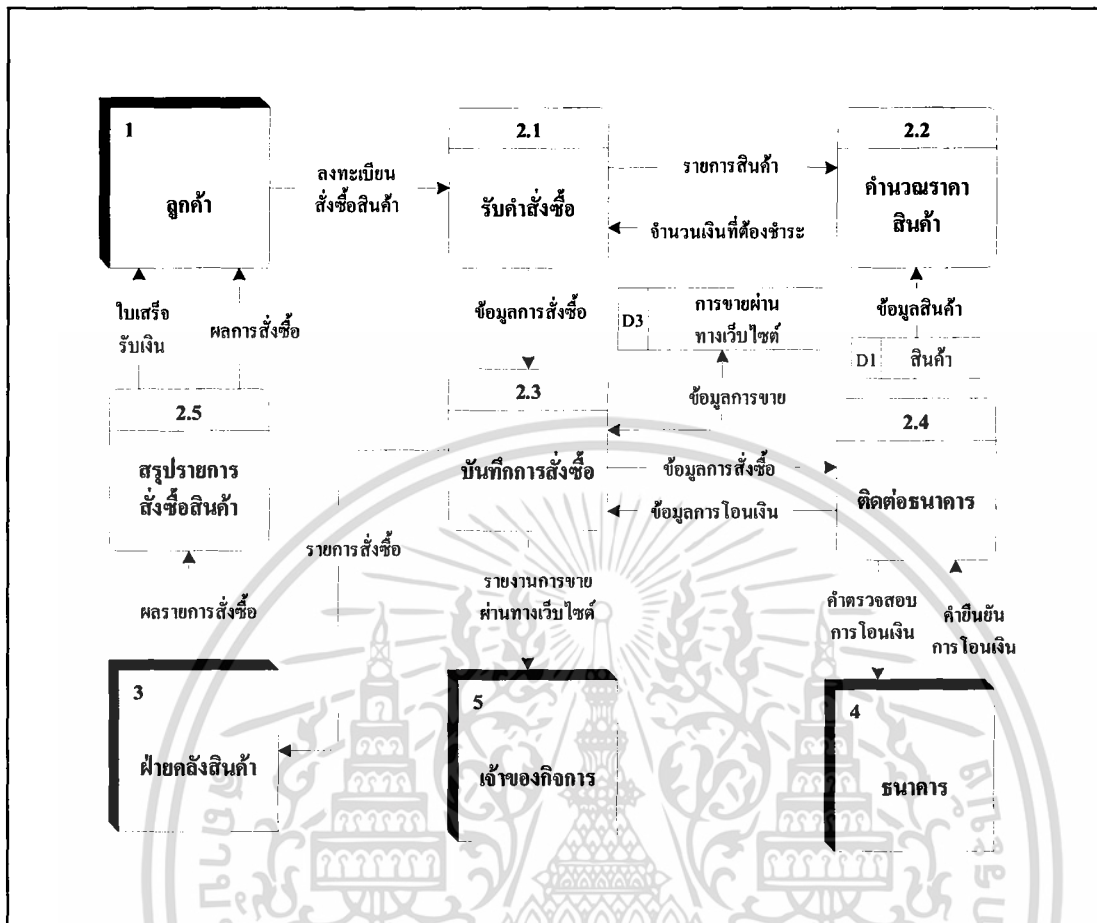 1
ลูกค้า
ลงทะเบียน
สั่งซื้อสินค้า
2.1
รับคำสั่งซื้อ
รายการสินค้า
จำนวนเงินที่ต้องชำระ
2.2
คำนวณราคา
สินค้า
ใบเสร็จ
รับเงิน
ผลการสั่งซื้อ
ข้อมูลการสั่งซื้อ
D3
การขายผ่าน
ทางเว็บไซต์
ข้อมูลสินค้า
D1
สินค้า
2.5
สรุปรายการ
สั่งซื้อสินค้า
2.3
บันทึกการสั่งซื้อ
ข้อมูลการขาย
ข้อมูลการสั่งซื้อ
ข้อมูลการโอนเงิน
2.4
ติดต่อธนาคาร
รายการสั่งซื้อ
ผลรายการสั่งซื้อ
รายงานการขาย
ผ่านทางเว็บไซต์
คำตรวจสอบ
การโอนเงิน
คำยืนยัน
การโอนเงิน
3
ฝ่ายคลังสินค้า
5
เจ้าของกิจการ
4
ธนาคาร